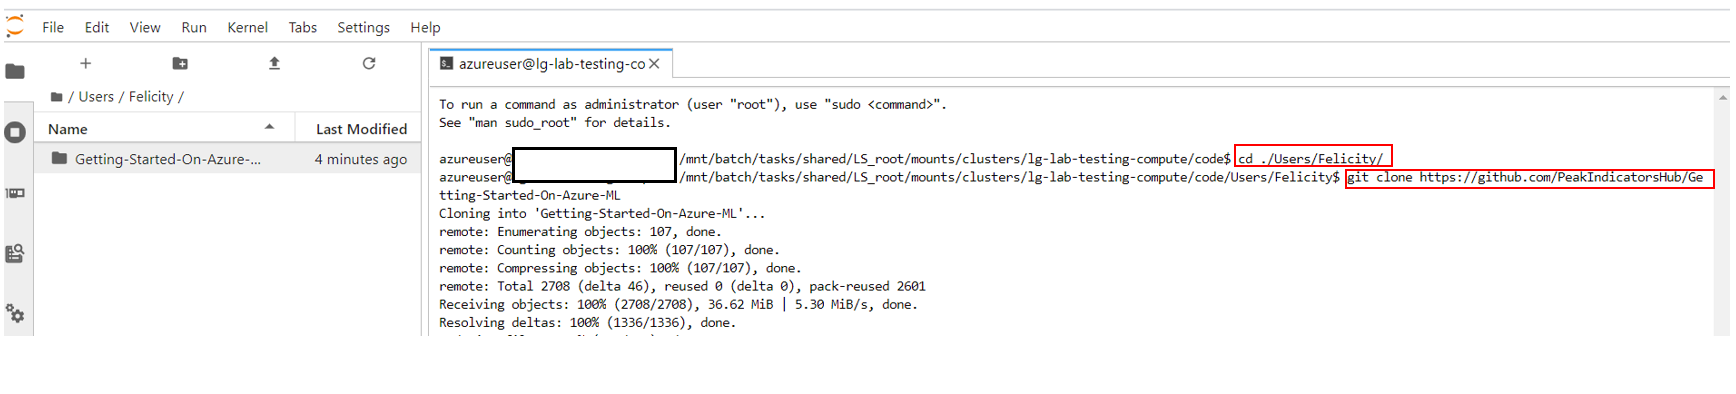 File Edit View Run Kernel Tabs Settings Help
/ Users / Felicity /
Name Last Modified
Getting-Started-On-Azure-... 4 minutes ago
azureuser@lg-lab-testing-co
To run a command as administrator (user "root"), use "sudo <command>".
See "man sudo_root" for details.
azureuser@ /mnt/batch/tasks/shared/LS_root/mounts/clusters/lg-lab-testing-compute/code$ cd ./Users/Felicity/
azureuser@ /mnt/batch/tasks/shared/LS_root/mounts/clusters/lg-lab-testing-compute/code/Users/Felicity$ git clone https://github.com/PeakIndicatorsHub/Ge
tting-Started-On-Azure-ML
Cloning into 'Getting-Started-On-Azure-ML'...
remote: Enumerating objects: 107, done.
remote: Counting objects: 100% (107/107), done.
remote: Compressing objects: 100% (107/107), done.
remote: Total 2708 (delta 46), reused 0 (delta 0), pack-reused 2601
Receiving objects: 100% (2708/2708), 36.62 MiB | 5.30 MiB/s, done.
Resolving deltas: 100% (1336/1336), done.